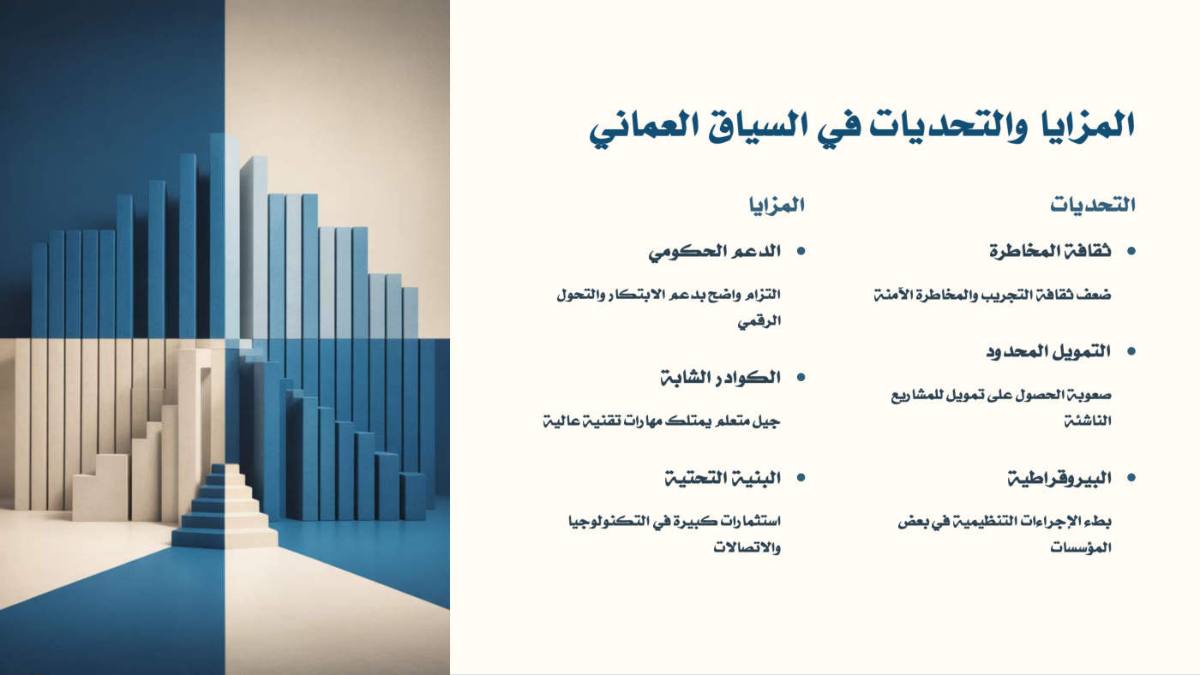 المزايا والتحديات في السياق العماني
التحديات
ثقافة المخاطرة
ضعف ثقافة التجريب والمخاطرة الآمنة
التمويل المحدود
صعوبة الحصول على تمويل للمشاريع
الناشئة
البيروقراطية
بطء الإجراءات التنظيمية في بعض
المؤسسات
المزايا
الدعم الحكومي
التزام واضح بدعم الابتكار والتحول
الرقمي
الكوادر الشابة
جيل متعلم يمتلك مهارات تقنية عالية
البنية التحتية
استثمارات كبيرة في التكنولوجيا
والاتصالات